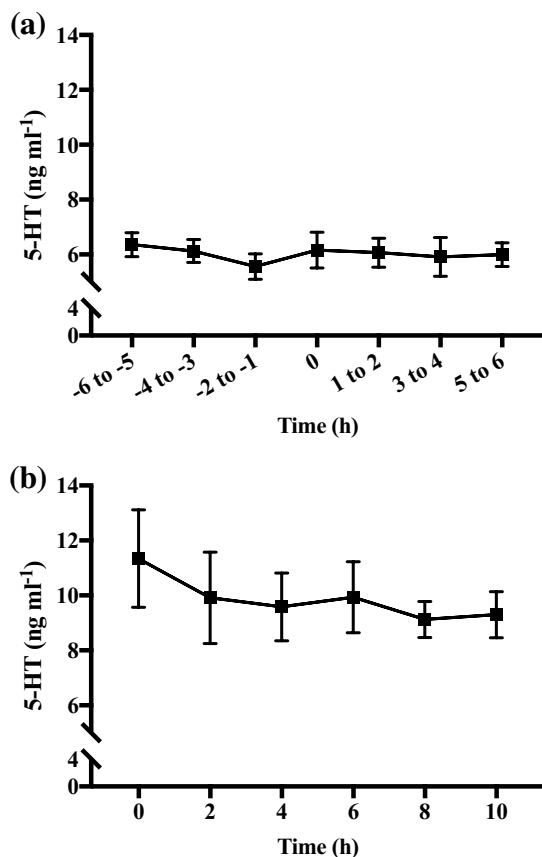 (a)
14
12
10
8
6
4
0
5-HT (ng ml-1)
-6 to -5
-4 to -3
-2 to -1
0
1 to 2
3 to 4
5 to 6
Time (h)
(b)
14
12
10
8
6
4
0
5-HT (ng ml-1)
0 2 4 6 8 10
Time (h)